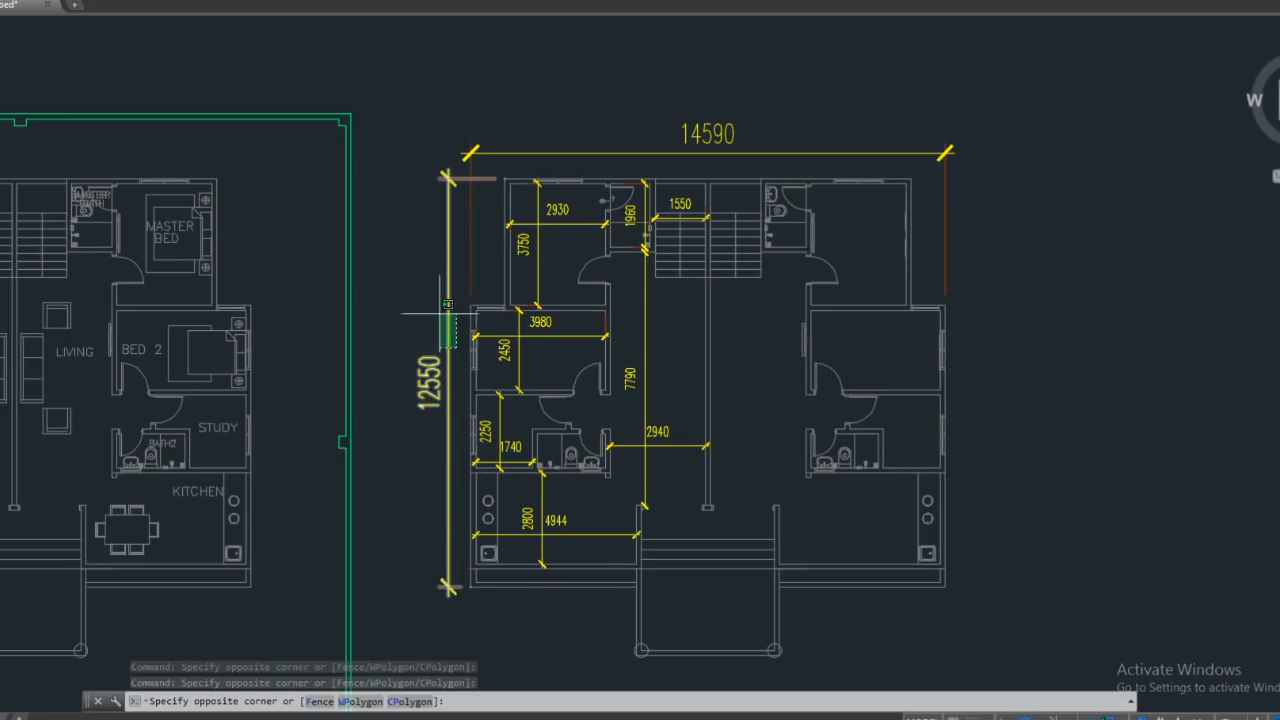 oed*
W
14590
MASTER
BATH
MASTER
BED
LIVING
BED 2
STUDY
BATH2
KITCHEN
12550
2930
1960
1550
3750
3980
2450
7790
2250
1740
2940
2800
4944
Command: Specify opposite corner or [Fence/WPolygon/CPolygon]:
Command: Specify opposite corner or [Fence/WPolygon/CPolygon]:
Specify opposite corner or [Fence WPolygon CPolygon]:
Activate Windows
Go to Settings to activate Win